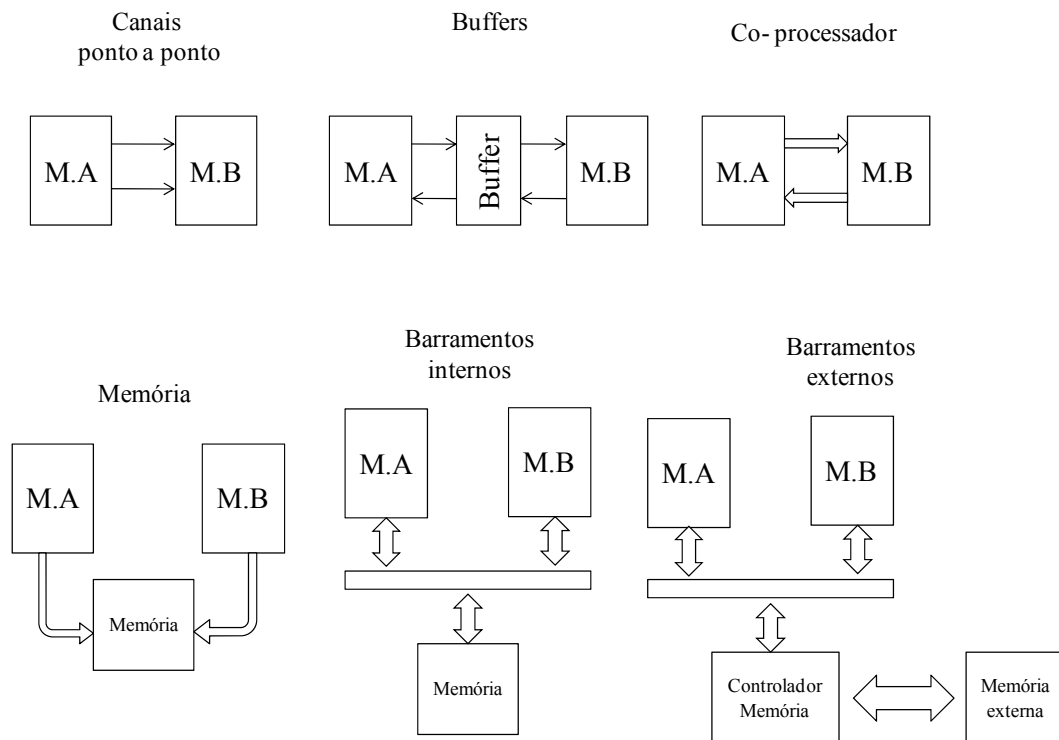 Canais
ponto a ponto
Buffers
Co- processador
M.A
M.B
M.A
Buffer
M.B
M.A
M.B
Memória
Barramentos
internos
Barramentos
externos
M.A
M.B
Memória
M.A
M.B
Memória
M.A
M.B
Controlador
Memória
Memória
externa